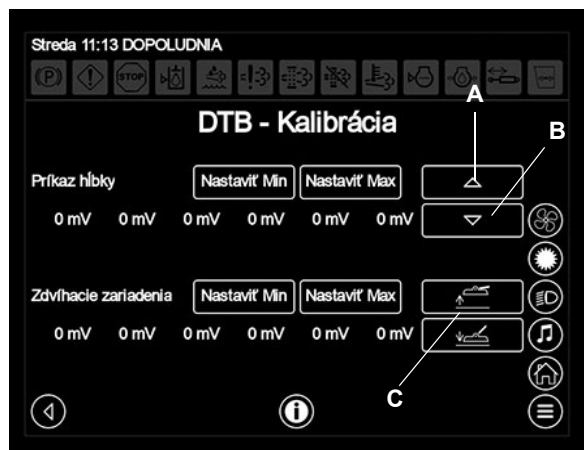 Streda 11:13 DOPOLUDNIA
STOP
A
DTB - Kalibrácia
B
Príkaz hĺbky Nastaviť Min Nastaviť Max
0 mV 0 mV 0 mV 0 mV 0 mV 0 mV
Zdvíhacie zariadenia Nastaviť Min Nastaviť Max
0 mV 0 mV 0 mV 0 mV 0 mV 0 mV
C